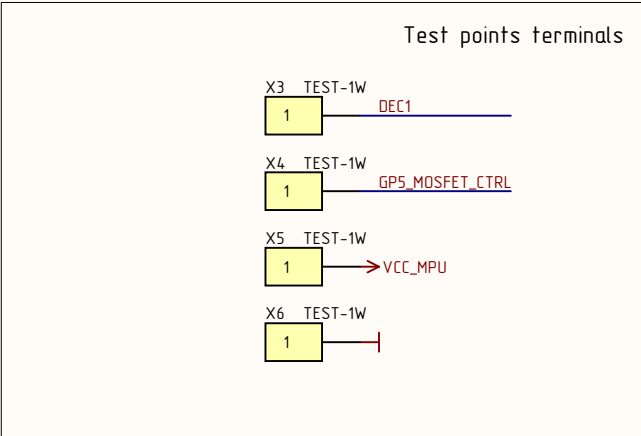 Test points terminals
X3 TEST-1W
1
DEC1
X4 TEST-1W
1
GP5_MOSFET_CTRL
X5 TEST-1W
1
VCC_MPU
X6 TEST-1W
1